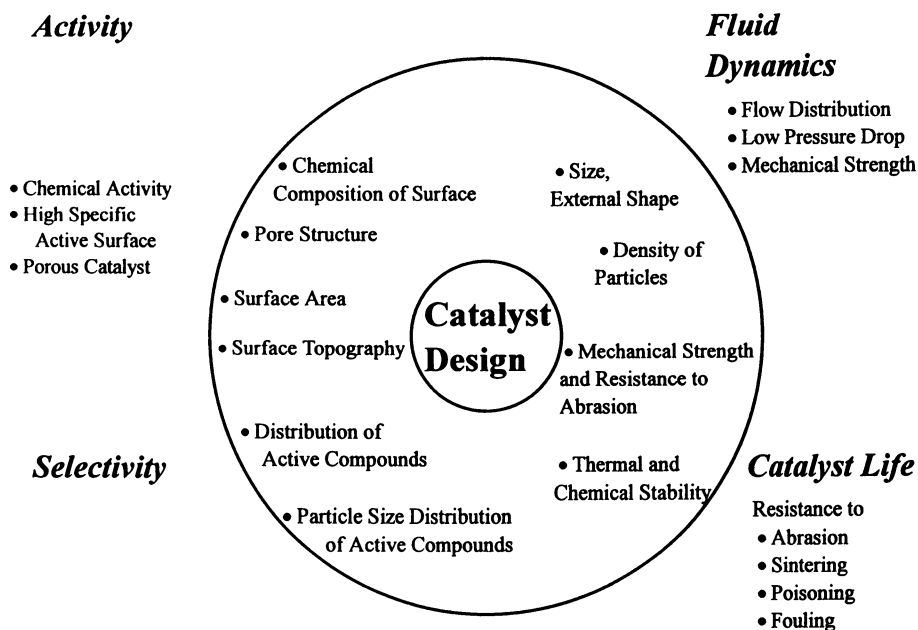 Activity
• Chemical Activity
• High Specific
Active Surface
• Porous Catalyst
Selectivity
• Chemical
Composition of Surface
• Pore Structure
• Surface Area
• Surface Topography
• Distribution of
Active Compounds
• Particle Size Distribution
of Active Compounds
Catalyst
Design
• Size,
External Shape
• Density of
Particles
• Mechanical Strength
and Resistance to
Abrasion
• Thermal and
Chemical Stability
Fluid
Dynamics
• Flow Distribution
• Low Pressure Drop
• Mechanical Strength
Catalyst Life
Resistance to
• Abrasion
• Sintering
• Poisoning
• Fouling